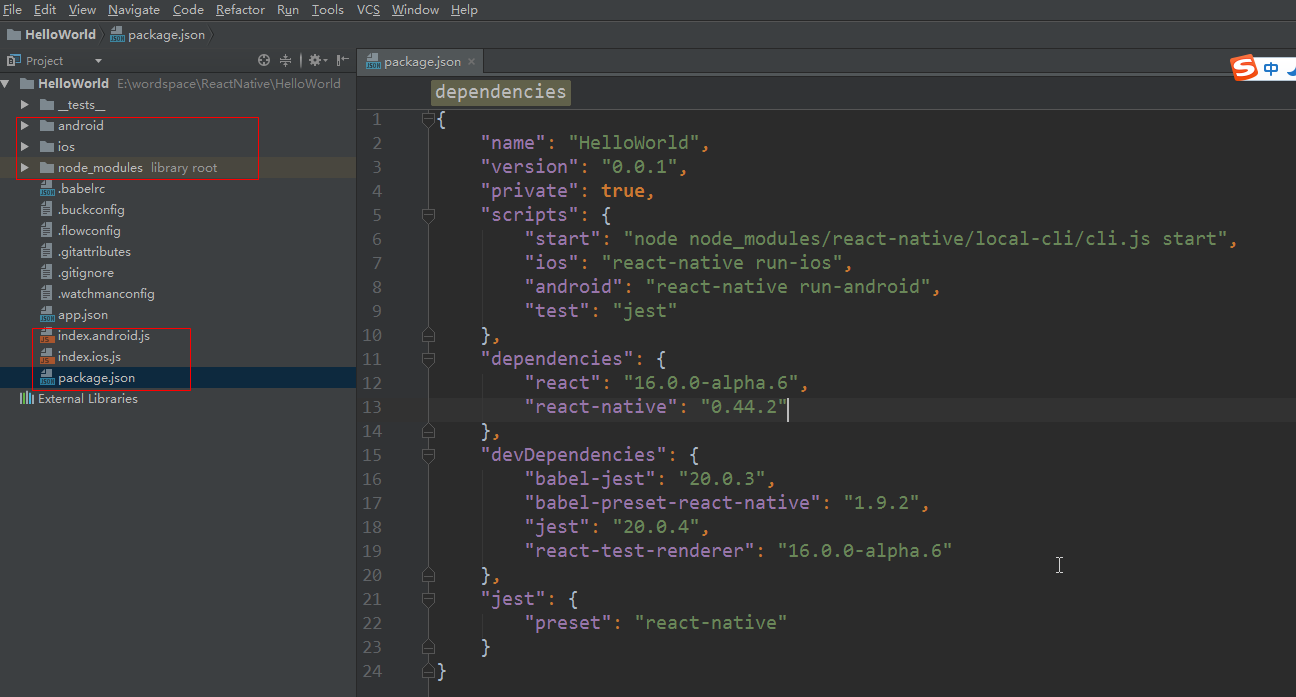 File Edit View Navigate Code Refactor Run Tools VCS Window Help
HelloWorld package.json
Project
package.json
HelloWorld E:\wordspace\ReactNative\HelloWorld
__tests__
android
ios
node_modules library root
.babelrc
.buckconfig
.flowconfig
.gitattributes
.gitignore
.watchmanconfig
app.json
index.android.js
index.ios.js
package.json
External Libraries
dependencies
1 {
2 "name": "HelloWorld",
3 "version": "0.0.1",
4 "private": true,
5 "scripts": {
6 "start": "node node_modules/react-native/local-cli/cli.js start",
7 "ios": "react-native run-ios",
8 "android": "react-native run-android",
9 "test": "jest"
10 },
11 "dependencies": {
12 "react": "16.0.0-alpha.6",
13 "react-native": "0.44.2"
14 },
15 "devDependencies": {
16 "babel-jest": "20.0.3",
17 "babel-preset-react-native": "1.9.2",
18 "jest": "20.0.4",
19 "react-test-renderer": "16.0.0-alpha.6"
20 },
21 "jest": {
22 "preset": "react-native"
23 }
24 }
S 中